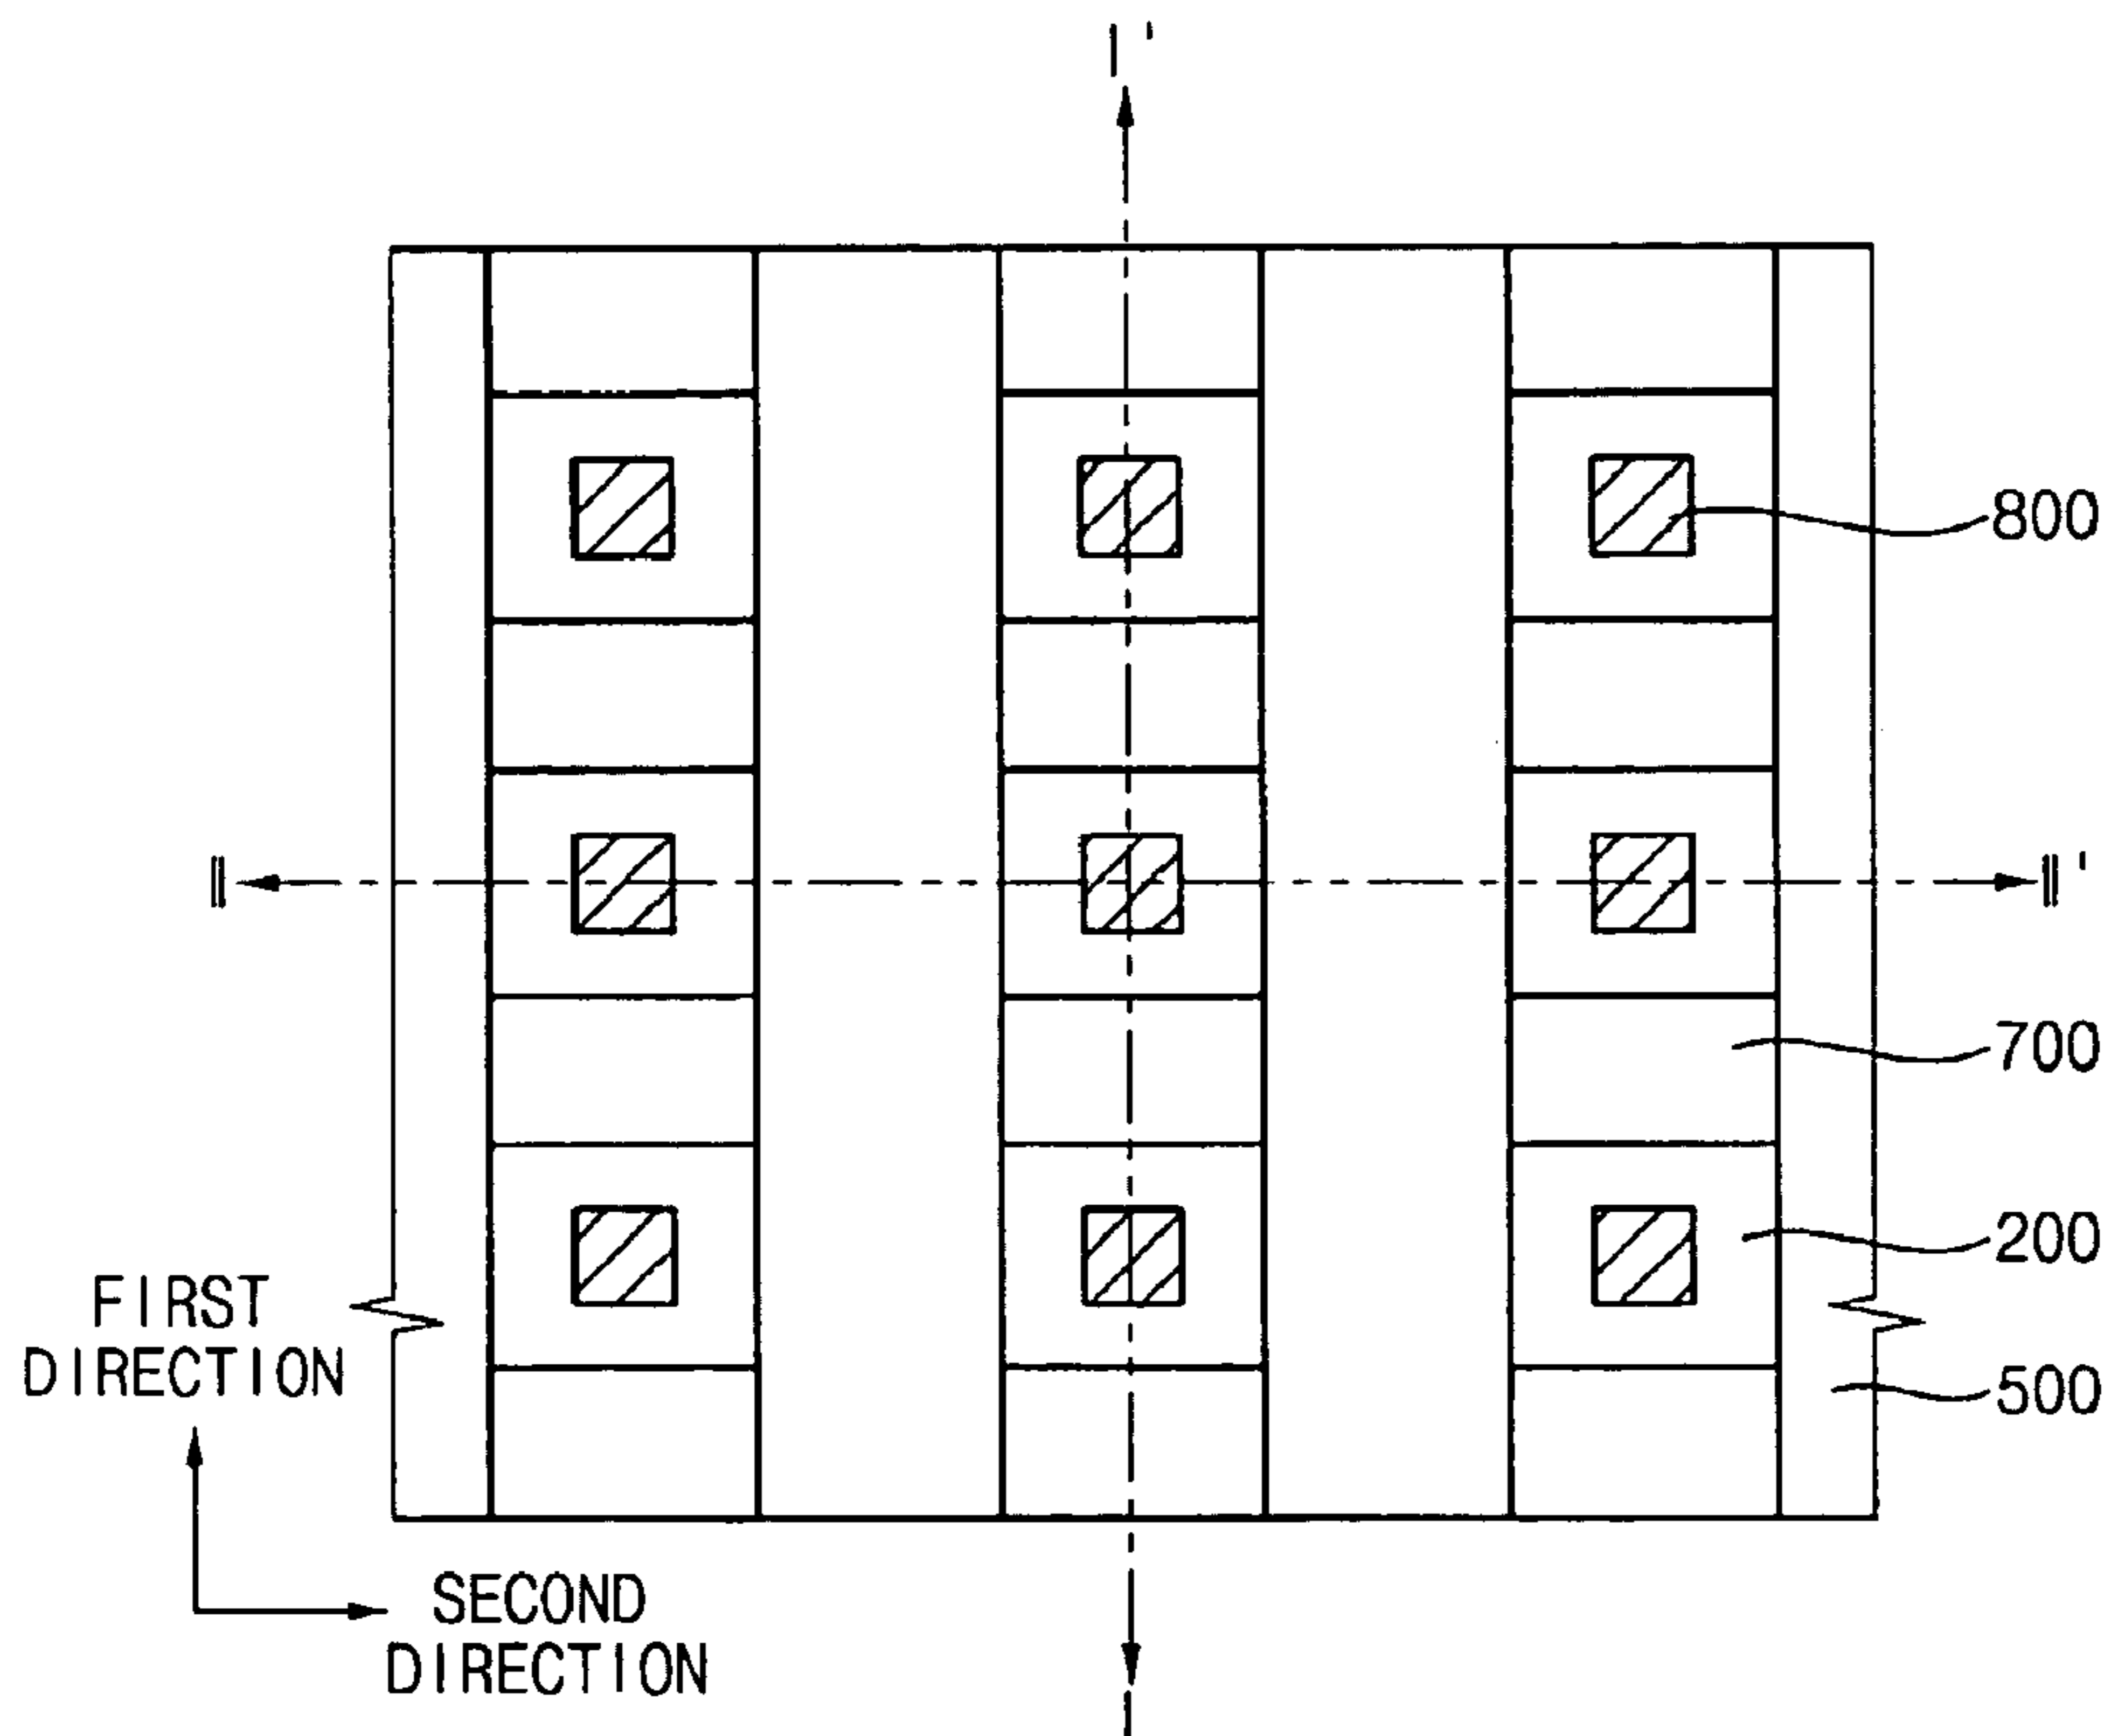 I'
800
II
II'
700
200
FIRST
DIRECTION
500
SECOND
DIRECTION
I